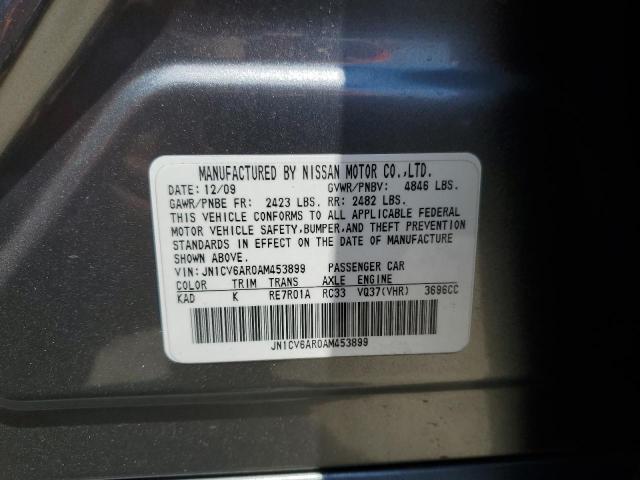 MANUFACTURED BY NISSAN MOTOR CO.,LTD.
DATE: 12/09 GVWR/PNBV: 4846 LBS.
GAWR/PNBE FR: 2423 LBS. RR: 2482 LBS.
THIS VEHICLE CONFORMS TO ALL APPLICABLE FEDERAL
MOTOR VEHICLE SAFETY,BUMPER,AND THEFT PREVENTION
STANDARDS IN EFFECT ON THE DATE OF MANUFACTURE
SHOWN ABOVE.
VIN: JN1CV6AR0AM453899 PASSENGER CAR
COLOR TRIM TRANS AXLE ENGINE
KAD K RE7R01A RC33 VQ37(VHR) 3696CC
JN1CV6AR0AM453899